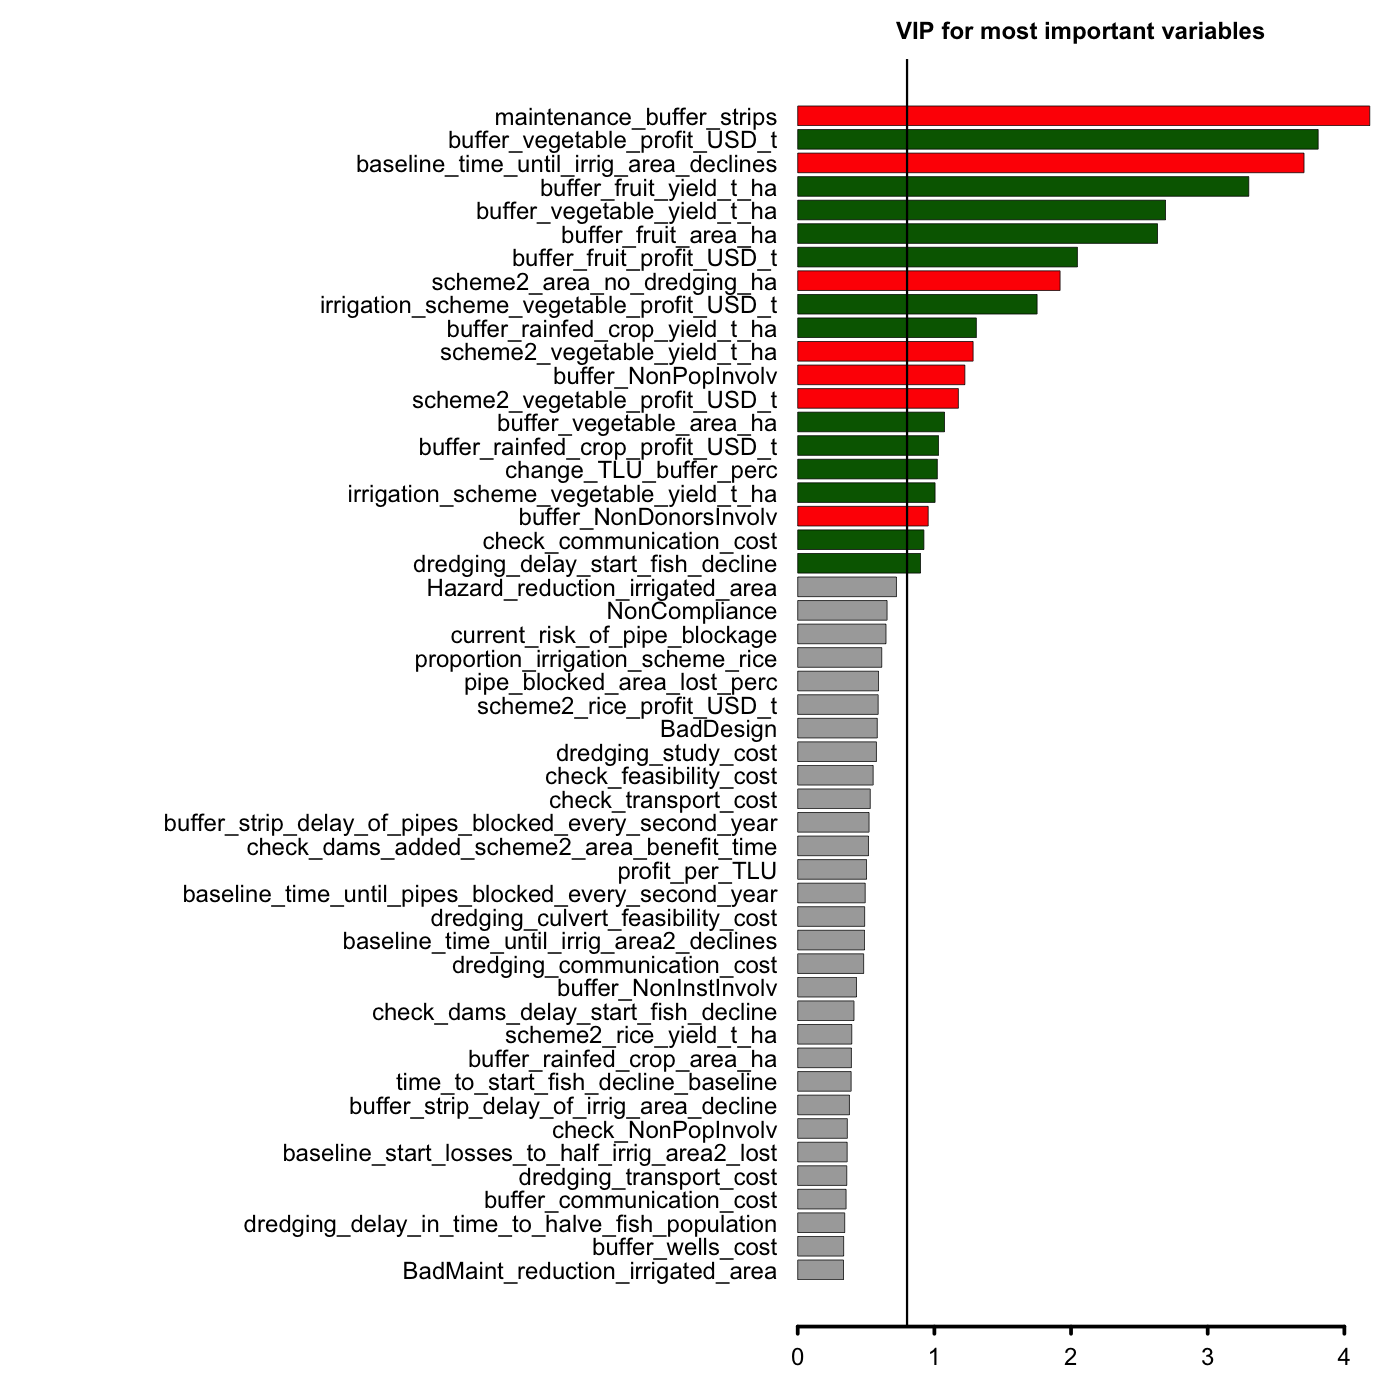 VIP for most important variables
maintenance_buffer_strips
buffer_vegetable_profit_USD_t
baseline_time_until_irrig_area_declines
buffer_fruit_yield_t_ha
buffer_vegetable_yield_t_ha
buffer_fruit_area_ha
buffer_fruit_profit_USD_t
scheme2_area_no_dredging_ha
irrigation_scheme_vegetable_profit_USD_t
buffer_rainfed_crop_yield_t_ha
scheme2_vegetable_yield_t_ha
buffer_NonPopInvolv
scheme2_vegetable_profit_USD_t
buffer_vegetable_area_ha
buffer_rainfed_crop_profit_USD_t
change_TLU_buffer_perc
irrigation_scheme_vegetable_yield_t_ha
buffer_NonDonorsInvolv
check_communication_cost
dredging_delay_start_fish_decline
Hazard_reduction_irrigated_area
NonCompliance
current_risk_of_pipe_blockage
proportion_irrigation_scheme_rice
pipe_blocked_area_lost_perc
scheme2_rice_profit_USD_t
BadDesign
dredging_study_cost
check_feasibility_cost
check_transport_cost
buffer_strip_delay_of_pipes_blocked_every_second_year
check_dams_added_scheme2_area_benefit_time
profit_per_TLU
baseline_time_until_pipes_blocked_every_second_year
dredging_culvert_feasibility_cost
baseline_time_until_irrig_area2_declines
dredging_communication_cost
buffer_NonInstInvolv
check_dams_delay_start_fish_decline
scheme2_rice_yield_t_ha
buffer_rainfed_crop_area_ha
time_to_start_fish_decline_baseline
buffer_strip_delay_of_irrig_area_decline
check_NonPopInvolv
baseline_start_losses_to_half_irrig_area2_lost
dredging_transport_cost
buffer_communication_cost
dredging_delay_in_time_to_halve_fish_population
buffer_wells_cost
BadMaint_reduction_irrigated_area
0 1 2 3 4